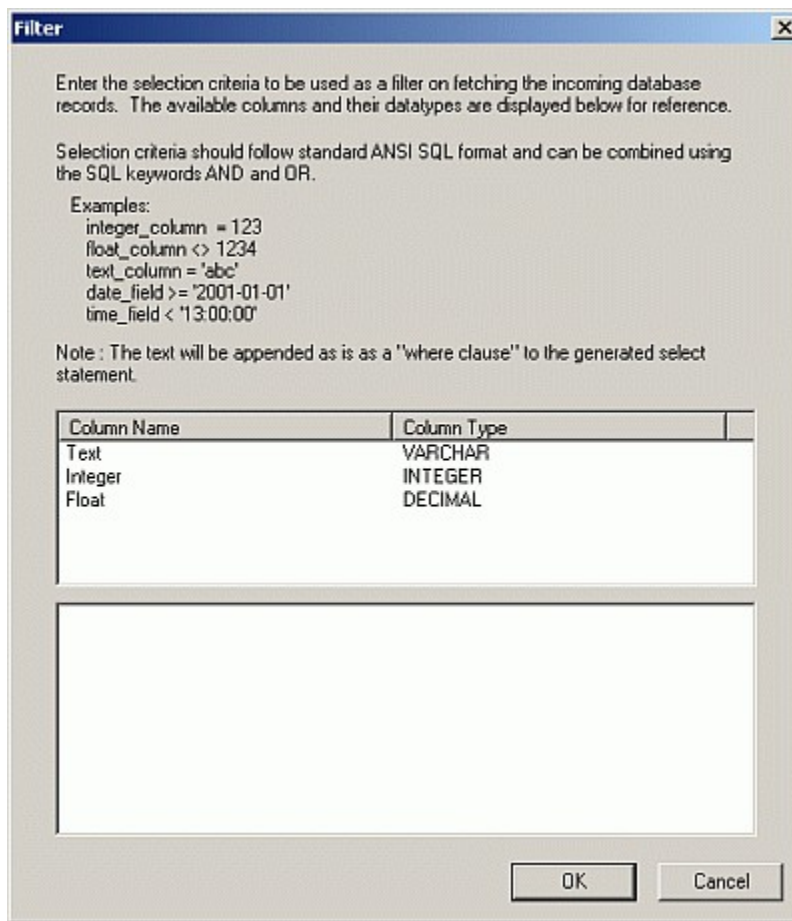 Filter
Enter the selection criteria to be used as a filter on fetching the incoming database
records. The available columns and their datatypes are displayed below for reference.
Selection criteria should follow standard ANSI SQL format and can be combined using
the SQL keywords AND and OR.
Examples:
integer_column = 123
float_column <> 1234
text_column = 'abc'
date_field >= '2001-01-01'
time_field < '13:00:00'
Note : The text will be appended as is as a "where clause" to the generated select
statement.
Column Name Column Type
Text VARCHAR
Integer INTEGER
Float DECIMAL
OK Cancel